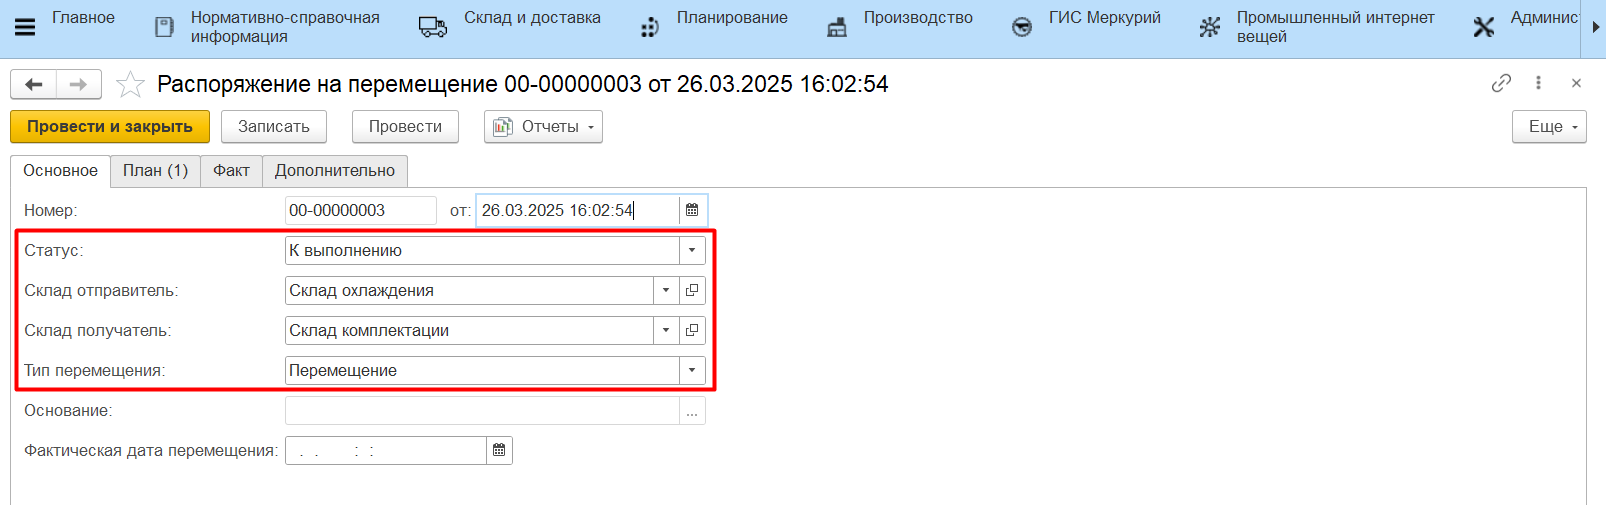 Главное
Нормативно-справочная
информация
Склад и доставка
Планирование
Производство
ГИС Меркурий
Промышленный интернет
вещей
Админис
Распоряжение на перемещение 00-00000003 от 26.03.2025 16:02:54
Провести и закрыть
Записать
Провести
Отчеты
Еще
Основное
План (1)
Факт
Дополнительно
Номер: 00-00000003 от: 26.03.2025 16:02:54
Статус: К выполнению
Склад отправитель: Склад охлаждения
Склад получатель: Склад комплектации
Тип перемещения: Перемещение
Основание: ...
Фактическая дата перемещения: . . : :